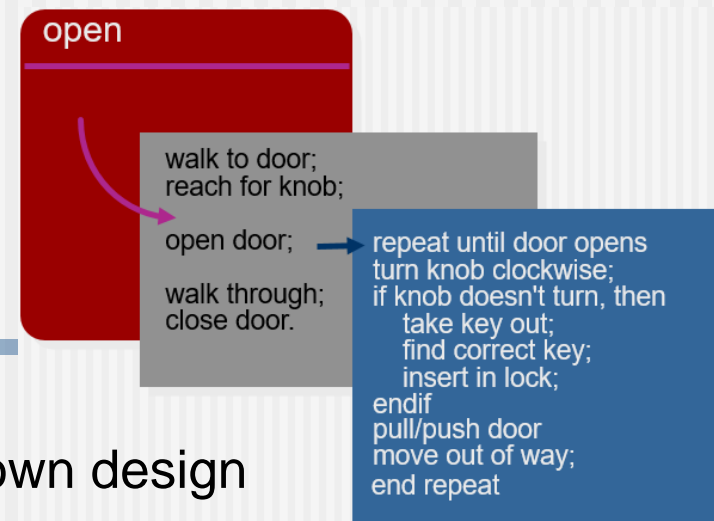 open
walk to door;
reach for knob;
open door;
walk through;
close door.
repeat until door opens
turn knob clockwise;
if knob doesn't turn, then
take key out;
find correct key;
insert in lock;
endif
pull/push door
move out of way;
end repeat
design